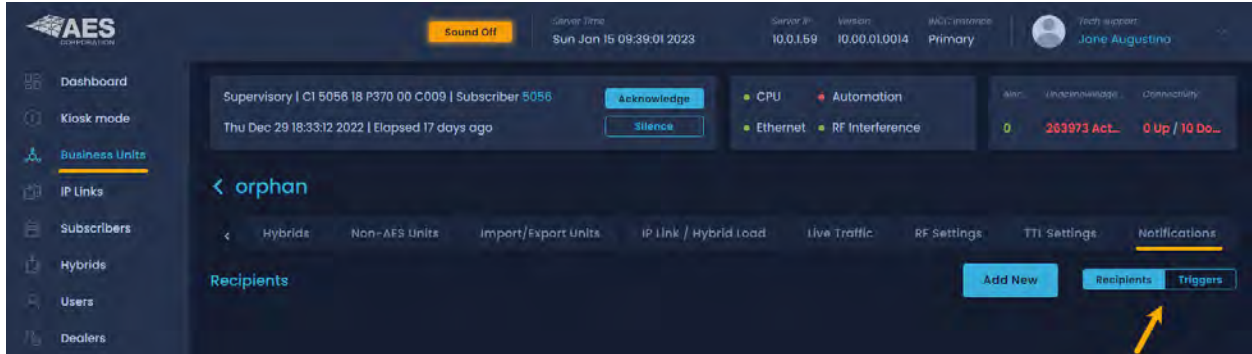 AES
CORPORATION
Sound Off
Server Time
Sun Jan 15 09:39:01 2023
Server IP
10.0.1.59
Version
10.00.01.0014
Primary
Tech support
Jane Augustino
Dashboard
Kiosk mode
Business Units
IP Links
Subscribers
Hybrids
Users
Dealers
Supervisory | C1 5056 18 P370 00 C009 | Subscriber 5056
Acknowledge
Thu Dec 29 18:33:12 2022 | Elapsed 17 days ago
Silence
CPU
Automation
Ethernet
RF Interference
Connectivity
0
263973 Act...
0 Up / 10 Do...
< orphan
< Hybrids Non-AES Units Import/Export Units IP Link / Hybrid Load Live Traffic RF Settings TTL Settings Notifications
Recipients
Add New
Recipients Triggers